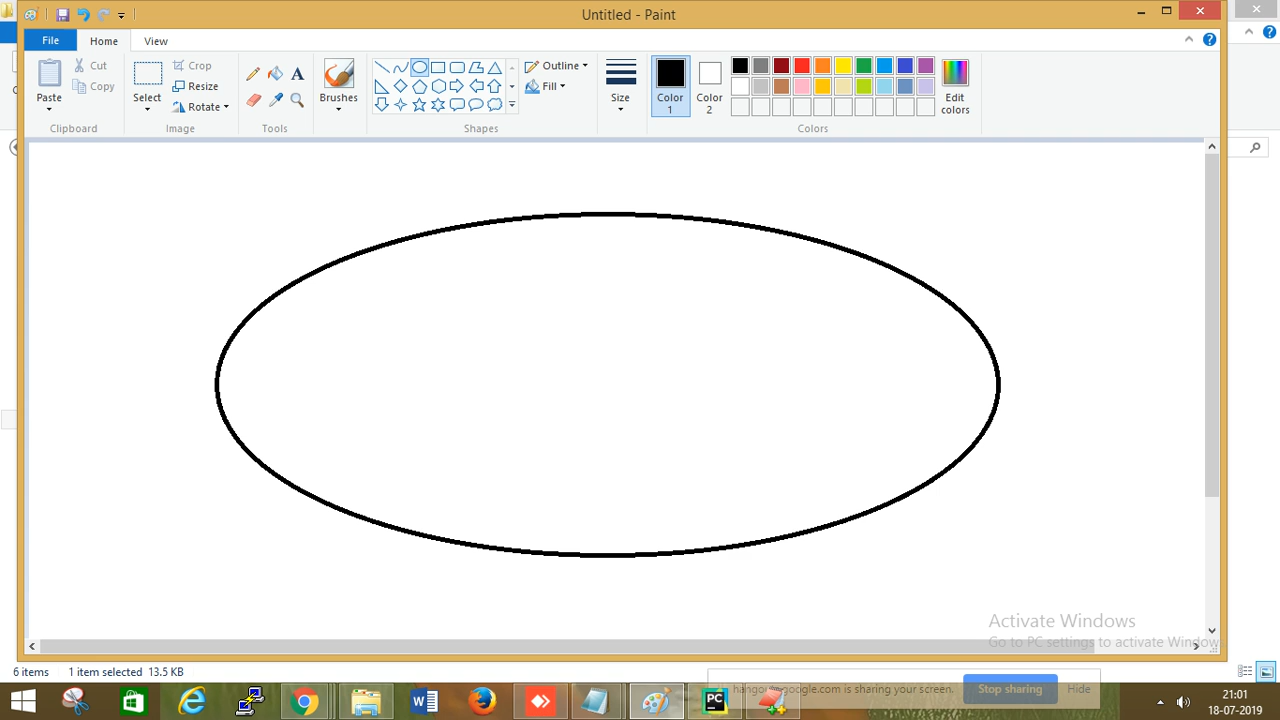 Untitled - Paint
File Home View
Paste
Cut
Copy
Clipboard
Select
Crop
Resize
Rotate
Image
A
Tools
Brushes
Shapes
Outline
Fill
Size
Color 1
Color 2
Edit colors
Colors
Activate Windows
Go to PC settings to activate Windows
6 items 1 item selected 13.5 KB
hangouts.google.com is sharing your screen. Stop sharing Hide
W PC
21:01
18-07-2019